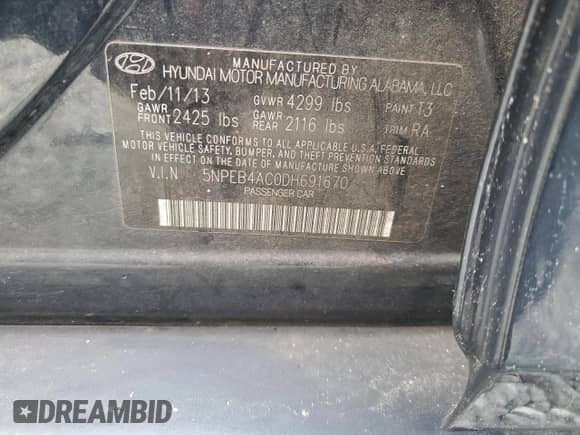 MANUFACTURED BY
HYUNDAI MOTOR MANUFACTURING ALABAMA, LLC
Feb/11/13 GVWR 4299 lbs PAINT T3
GAWR FRONT 2425 lbs GAWR REAR 2116 lbs TRIM RA
THIS VEHICLE CONFORMS TO ALL APPLICABLE U.S.A. FEDERAL
MOTOR VEHICLE SAFETY, BUMPER, AND THEFT PREVENTION
STANDARDS IN EFFECT ON THE DATE OF MANUFACTURE SHOWN ABOVE.
V.I.N 5NPEB4AC0DH691670
PASSENGER CAR
DREAMBID